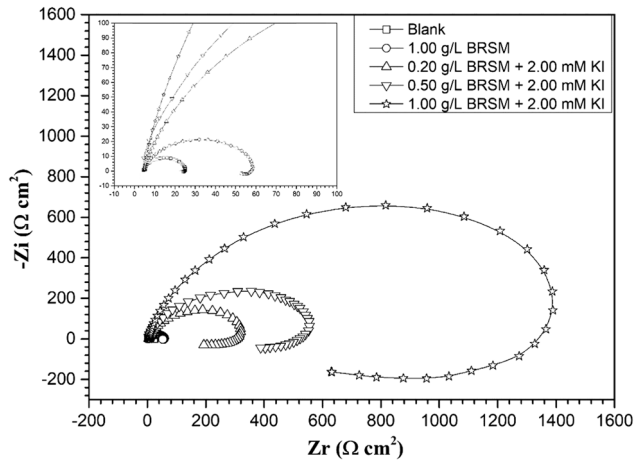 1600
1400
1200
1000
800
600
400
200
0
-200
-Zi (Ω cm²)
-200 0 200 400 600 800 1000 1200 1400 1600
Zr (Ω cm²)
Blank
1.00 g/L BRSM
0.20 g/L BRSM + 2.00 mM KI
0.50 g/L BRSM + 2.00 mM KI
1.00 g/L BRSM + 2.00 mM KI
100
90
80
70
60
50
40
30
20
10
0
-10
-10 0 10 20 30 40 50 60 70 80 90 100